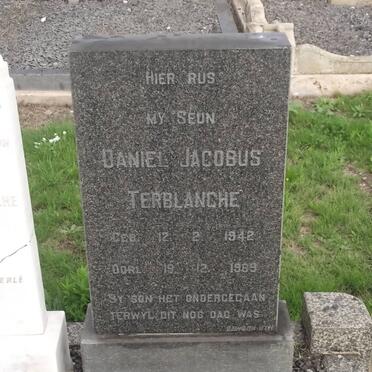 HIER RUS
MY SEUN
DANIEL JACOBUS
TERBLANCHE
GEB. 12 2 1942
OORL. 19 12 1969
SY SON HET ONDERGEGAAN
TERWYL DIT NOG DAG WAS